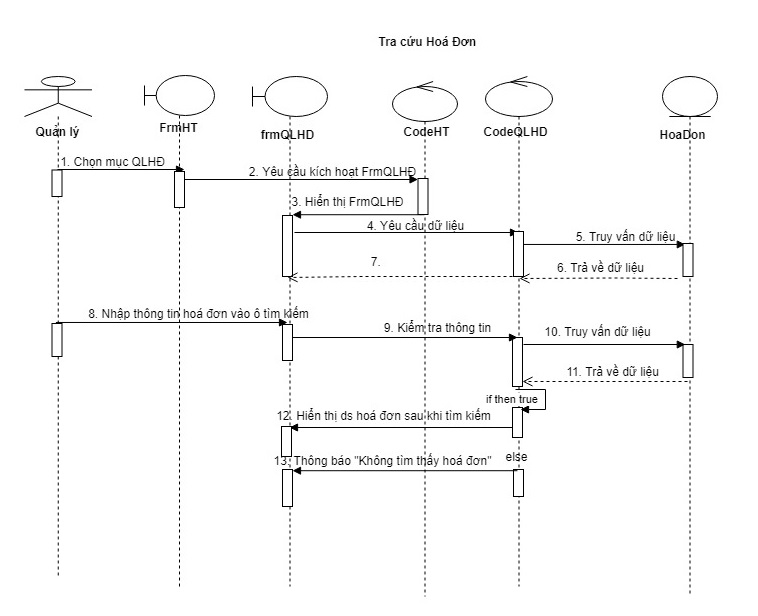 Tra cứu Hoá Đơn
Quản lý
FrmHT
frmQLHD
CodeHT
CodeQLHD
HoaDon
1. Chọn mục QLHĐ
2. Yêu cầu kích hoạt FrmQLHĐ
3. Hiển thị FrmQLHĐ
4. Yêu cầu dữ liệu
5. Truy vấn dữ liệu
6. Trả về dữ liệu
7.
8. Nhập thông tin hoá đơn vào ô tìm kiếm
9. Kiểm tra thông tin
10. Truy vấn dữ liệu
11. Trả về dữ liệu
if then true
12. Hiển thị ds hoá đơn sau khi tìm kiếm
else
13. Thông báo "Không tìm thấy hoá đơn"